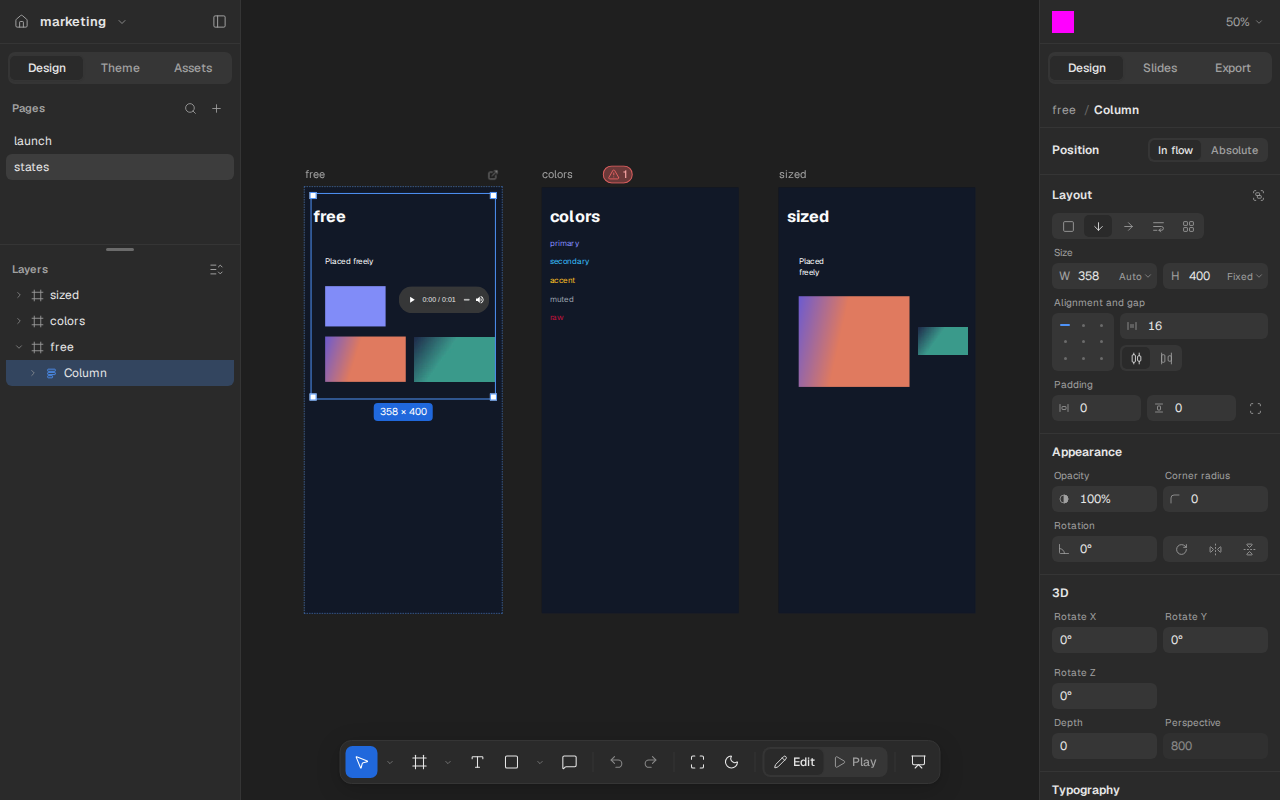 marketing
Design Theme Assets
Pages
launch
states
Layers
sized
colors
free
Column
free
free
Placed freely
0:00 / 0:01
358 × 400
colors
1
colors
primary
secondary
accent
muted
raw
sized
sized
Placed
freely
Edit
Play
50%
Design Slides Export
free / Column
Position
In flow Absolute
Layout
Size
W 358 Auto
H 400 Fixed
Alignment and gap
16
Padding
0
0
Appearance
Opacity Corner radius
100% 0
Rotation
0°
3D
Rotate X Rotate Y
0° 0°
Rotate Z
0°
Depth Perspective
0 800
Typography